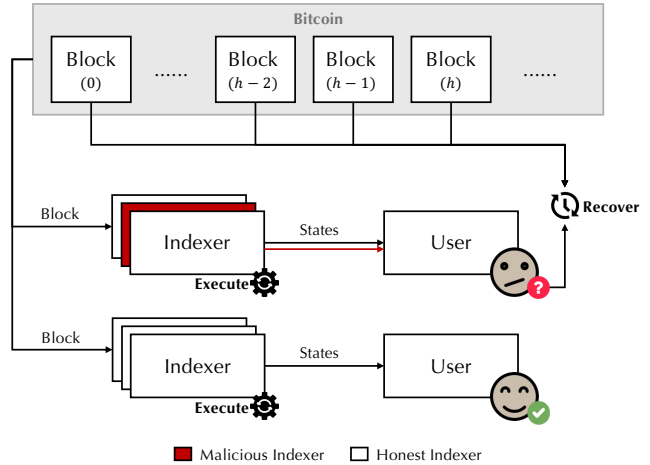 Bitcoin
Block
(0)
......
Block
(h − 2)
Block
(h − 1)
Block
(h)
......
Recover
Block
Indexer
States
User
?
Execute
Block
Indexer
States
User
Execute
Malicious Indexer
Honest Indexer